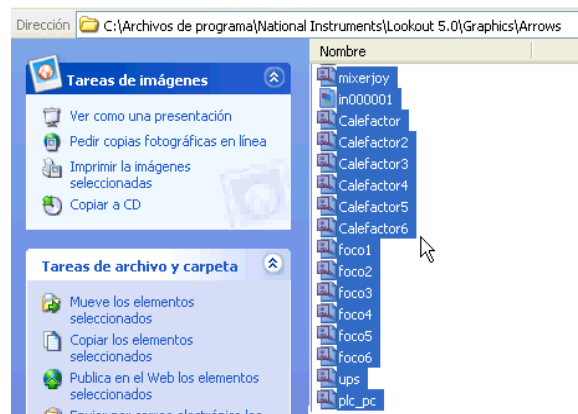 Dirección C:\Archivos de programa\National Instruments\Lookout 5.0\Graphics\Arrows
Tareas de imágenes
Ver como una presentación
Pedir copias fotográficas en línea
Imprimir la imágenes
seleccionadas
Copiar a CD
Tareas de archivo y carpeta
Mueve los elementos
seleccionados
Copiar los elementos
seleccionados
Publica en el Web los elementos
seleccionados
Nombre
mixerjoy
in000001
Calefactor
Calefactor2
Calefactor3
Calefactor4
Calefactor5
Calefactor6
foco1
foco2
foco3
foco4
foco5
foco6
ups
plc_pc